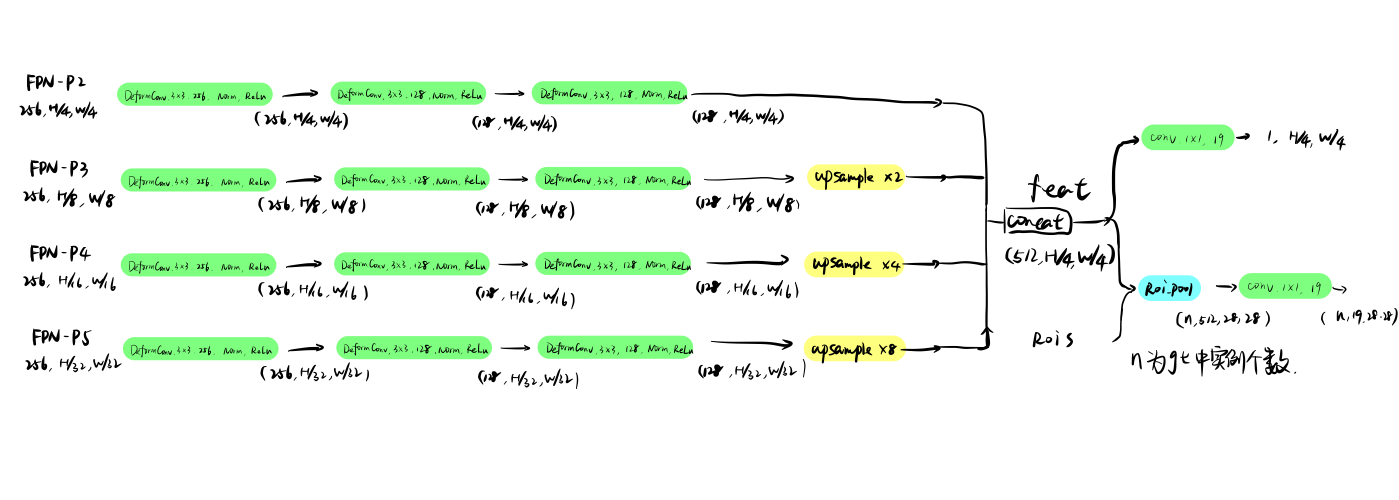 FPN-P2
256, H/4, W/4
DeformConv, 3×3 256, Norm, ReLu
(256, H/4, W/4)
DeformConv, 3×3, 128, Norm, ReLu
(128, H/4, W/4)
DeformConv, 3×3, 128, Norm, ReLu
(128, H/4, W/4)
FPN-P3
256, H/8, W/8
DeformConv, 3×3 256, Norm, ReLu
(256, H/8, W/8)
DeformConv, 3×3, 128, Norm, ReLu
(128, H/8, W/8)
DeformConv, 3×3, 128, Norm, ReLu
(128, H/8, W/8)
upsample ×2
FPN-P4
256, H/16, W/16
DeformConv, 3×3 256, Norm, ReLu
(256, H/16, W/16)
DeformConv, 3×3, 128, Norm, ReLu
(128, H/16, W/16)
DeformConv, 3×3, 128, Norm, ReLu
(128, H/16, W/16)
upsample ×4
FPN-P5
256, H/32, W/32
DeformConv, 3×3 256, Norm, ReLu
(256, H/32, W/32)
DeformConv, 3×3, 128, Norm, ReLu
(128, H/32, W/32)
DeformConv, 3×3, 128, Norm, ReLu
(128, H/32, W/32)
upsample ×8
feat
concat
(512, H/4, W/4)
Rois
conv, 1×1, 19
1, H/4, W/4
Roi-pool
(n, 512, 28, 28)
conv, 1×1, 19
(n, 19, 28, 28)
n为gt中实例个数.